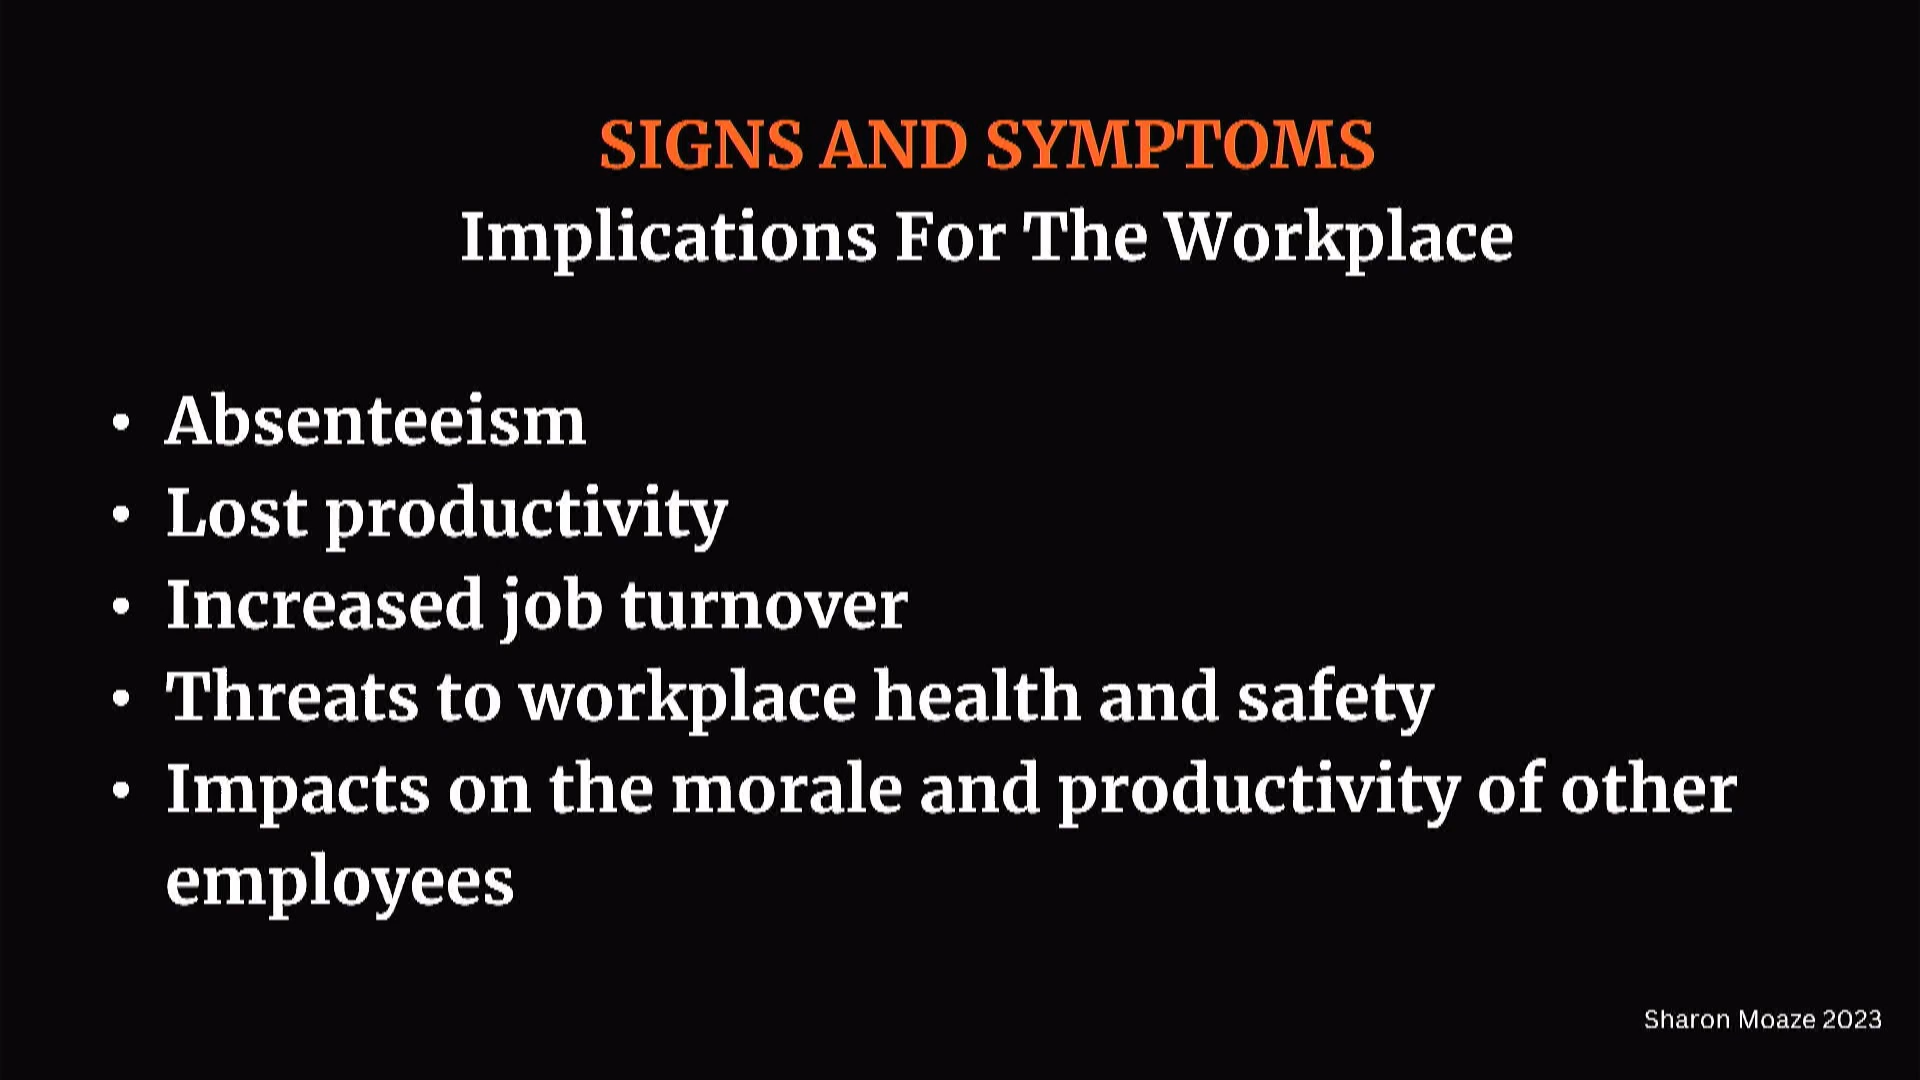 SIGNS AND SYMPTOMS
Implications For The Workplace
• Absenteeism
• Lost productivity
• Increased job turnover
• Threats to workplace health and safety
• Impacts on the morale and productivity of other
employees
Sharon Moaze 2023